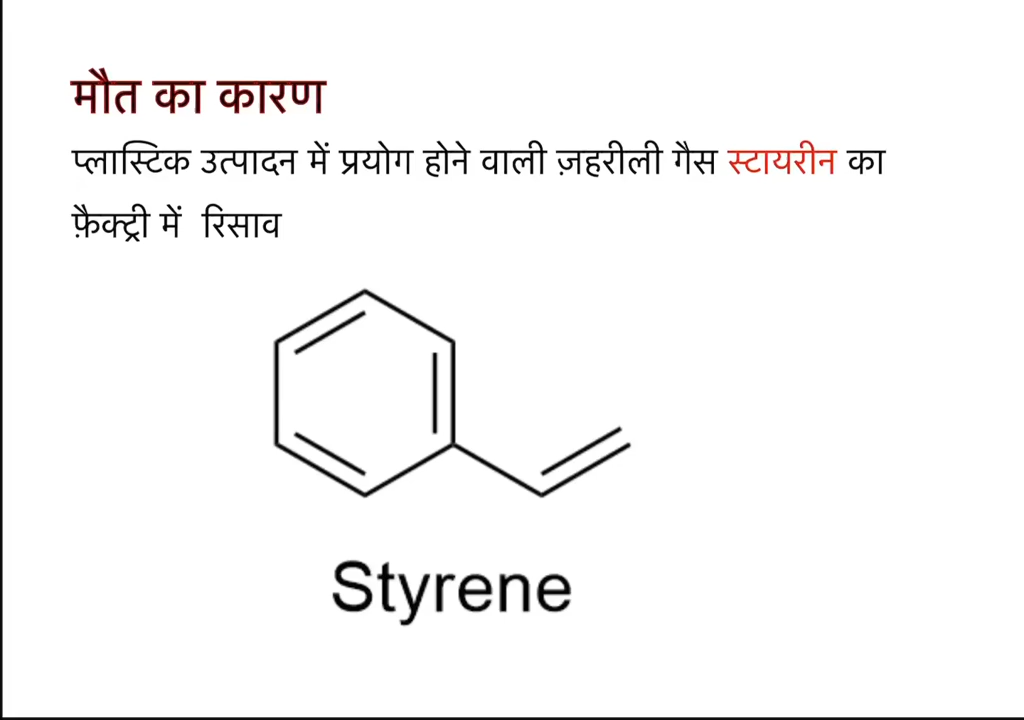 मौत का कारण
प्लास्टिक उत्पादन में प्रयोग होने वाली ज़हरीली गैस स्टायरीन का
फ़ैक्ट्री में रिसाव
Styrene